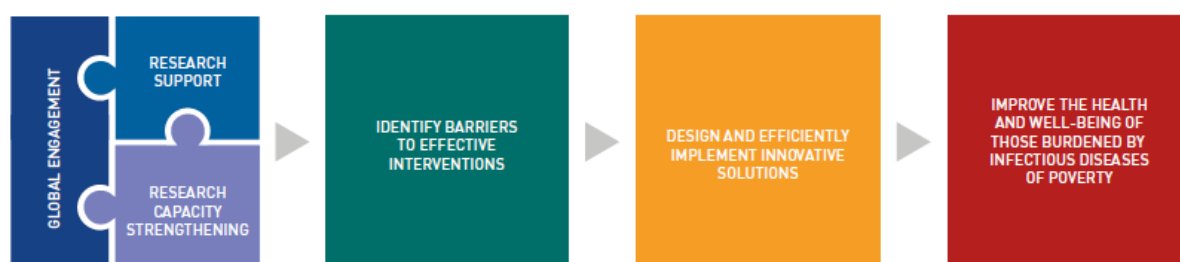 GLOBAL ENGAGEMENT
RESEARCH
SUPPORT
RESEARCH
CAPACITY
STRENGTHENING
IDENTIFY BARRIERS
TO EFFECTIVE
INTERVENTIONS
DESIGN AND EFFICIENTLY
IMPLEMENT INNOVATIVE
SOLUTIONS
IMPROVE THE HEALTH
AND WELL-BEING OF
THOSE BURDENED BY
INFECTIOUS DISEASES
OF POVERTY